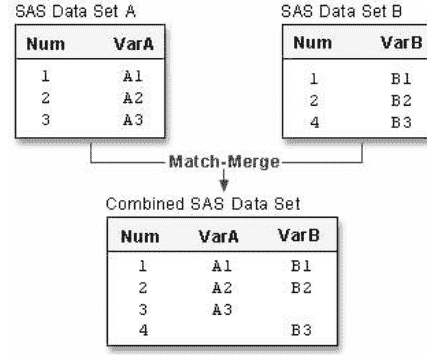 SAS Data Set A
Num VarA
1 A1
2 A2
3 A3
SAS Data Set B
Num VarB
1 B1
2 B2
4 B3
Match-Merge
Combined SAS Data Set
Num VarA VarB
1 A1 B1
2 A2 B2
3 A3
4 B3